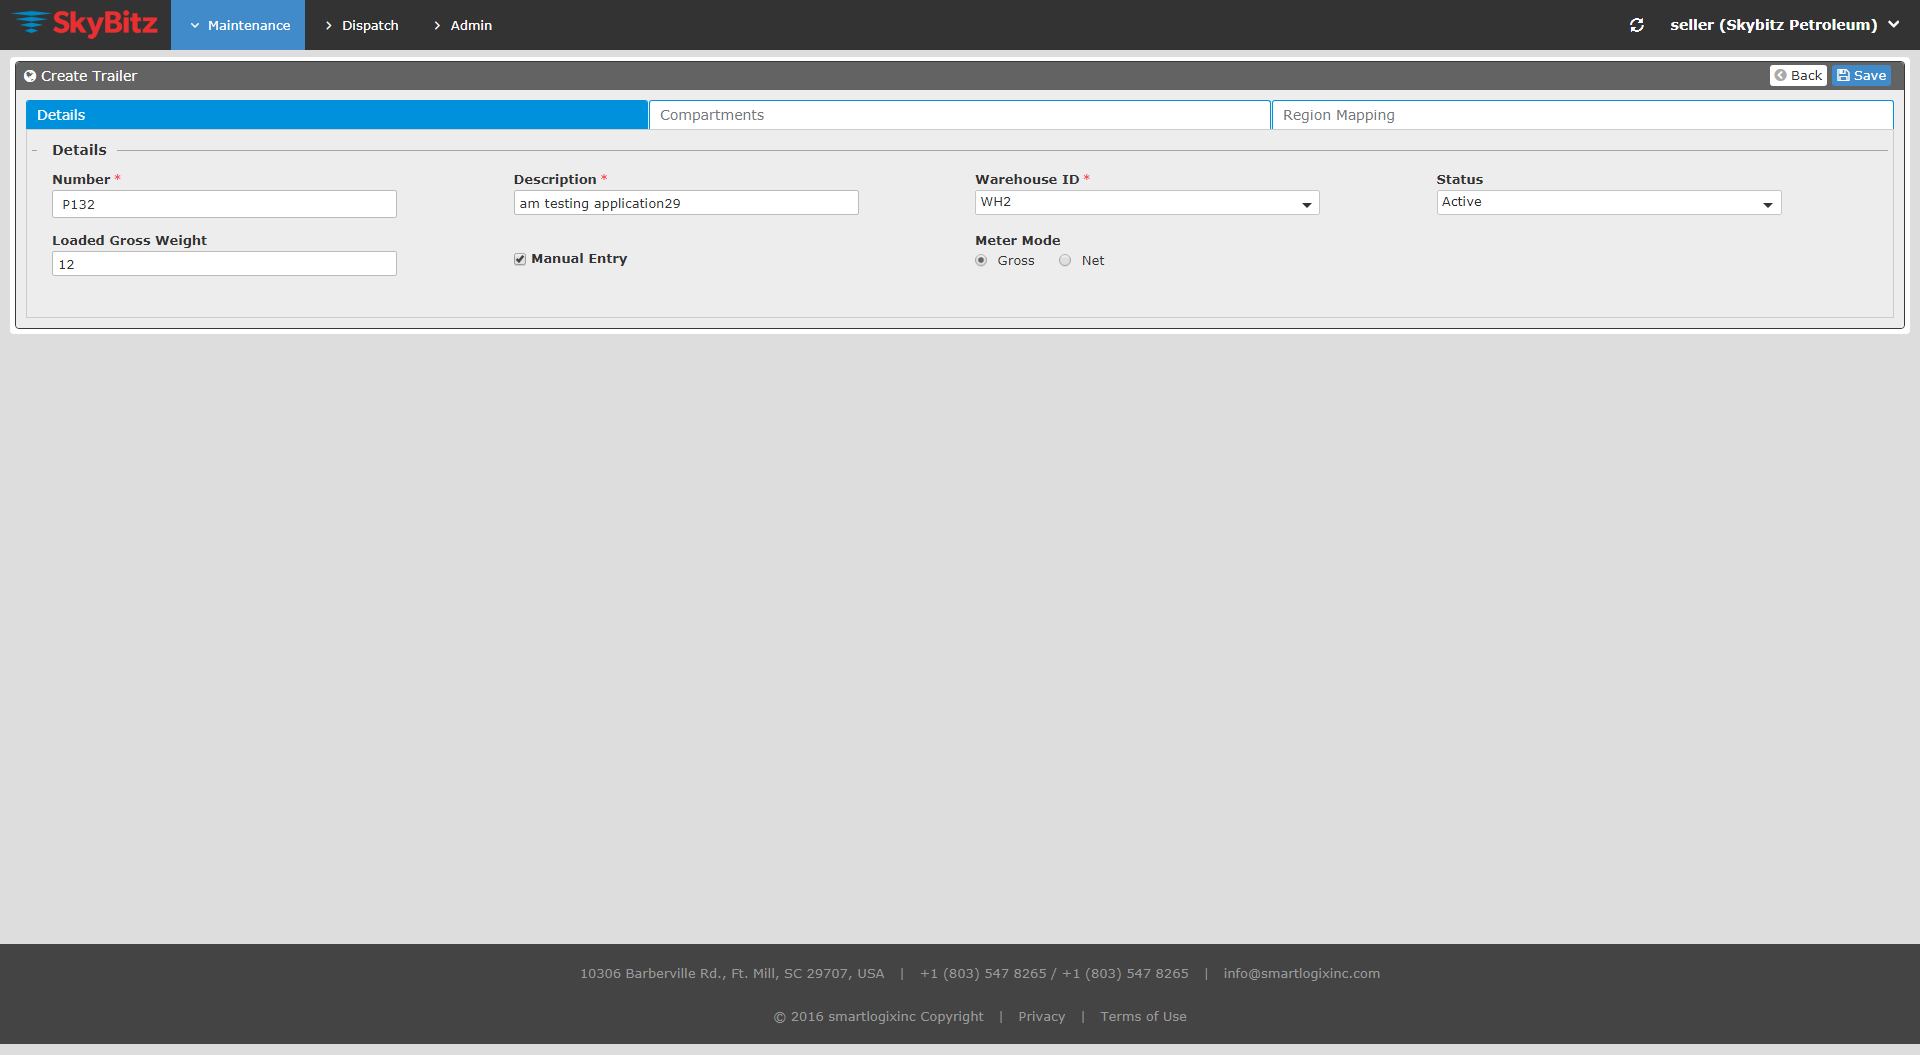 SkyBitz Maintenance Dispatch Admin seller (Skybitz Petroleum)
Create Trailer Back Save
Details Compartments Region Mapping
- Details
Number * Description * Warehouse ID * Status
P132 am testing application29 WH2 Active
Loaded Gross Weight Meter Mode
12 Manual Entry Gross Net
10306 Barberville Rd., Ft. Mill, SC 29707, USA | +1 (803) 547 8265 / +1 (803) 547 8265 | info@smartlogixinc.com
© 2016 smartlogixinc Copyright | Privacy | Terms of Use